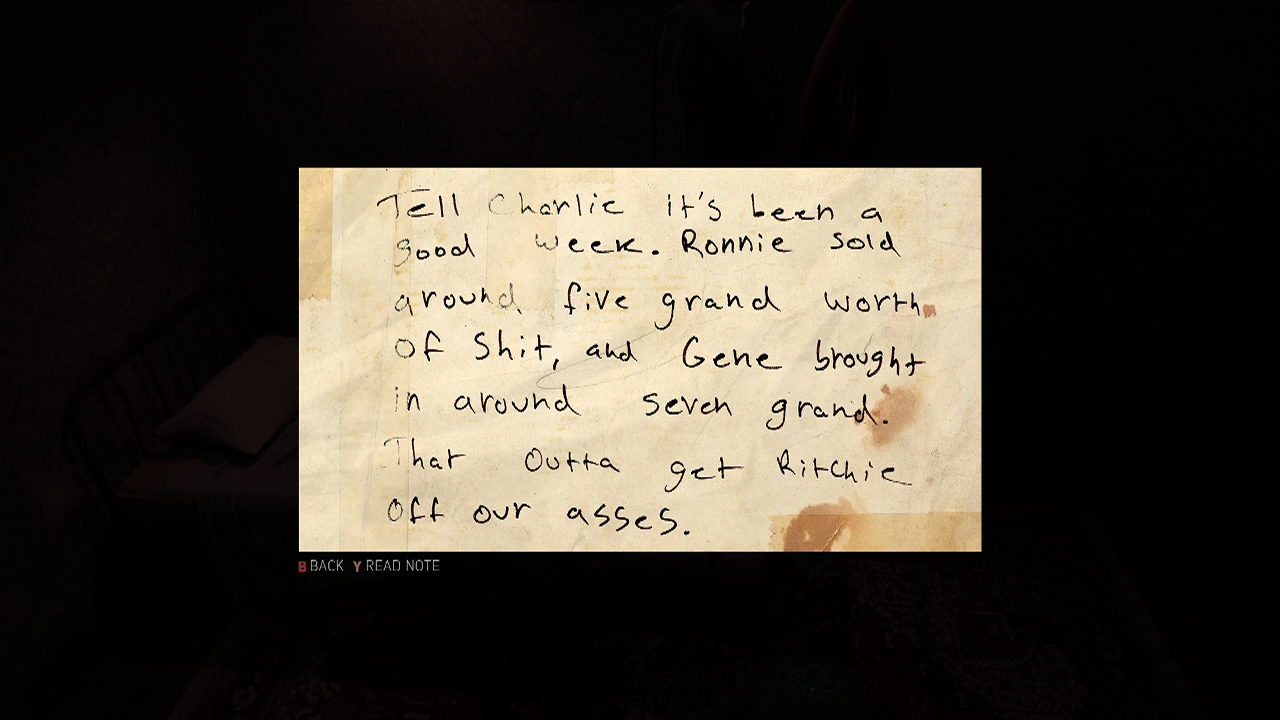 Tell Charlie it's been a
good week. Ronnie sold
around five grand worth
of Shit, and Gene brought
in around seven grand.
That Outta get Ritchie
Off our asses.
B BACK Y READ NOTE